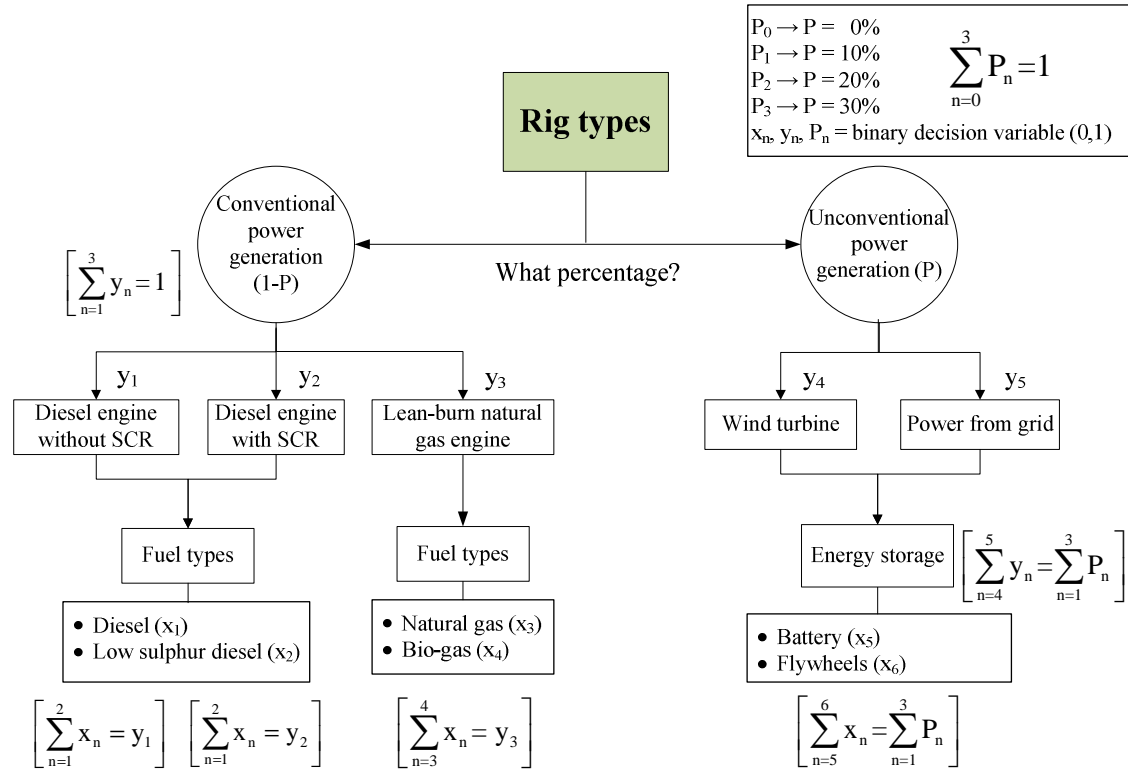 P₀ → P = 0%
P₁ → P = 10%
P₂ → P = 20%
P₃ → P = 30%
∑_{n=0}^{3} Pₙ = 1
xₙ, yₙ, Pₙ = binary decision variable (0,1)
Rig types
Conventional
power
generation
(1-P)
Unconventional
power
generation (P)
What percentage?
[∑_{n=1}^{3} yₙ = 1]
y₁
y₂
y₃
y₄
y₅
Diesel engine
without SCR
Diesel engine
with SCR
Lean-burn natural
gas engine
Wind turbine
Power from grid
Fuel types
Fuel types
Energy storage
[∑_{n=4}^{5} yₙ = ∑_{n=1}^{3} Pₙ]
• Diesel (x₁)
• Low sulphur diesel (x₂)
• Natural gas (x₃)
• Bio-gas (x₄)
• Battery (x₅)
• Flywheels (x₆)
[∑_{n=1}^{2} xₙ = y₁]
[∑_{n=1}^{2} xₙ = y₂]
[∑_{n=3}^{4} xₙ = y₃]
[∑_{n=5}^{6} xₙ = ∑_{n=1}^{3} Pₙ]